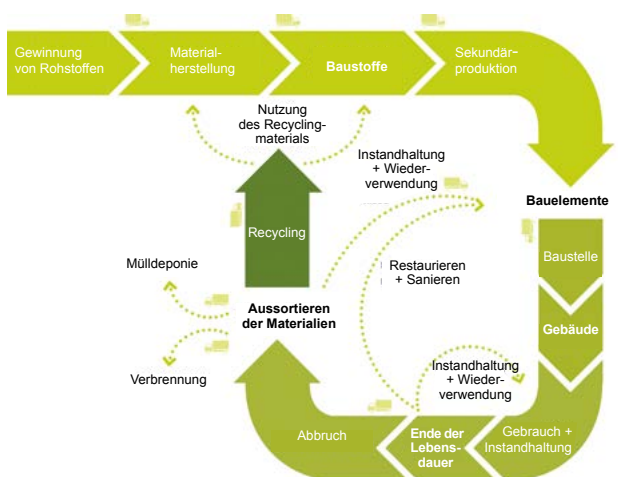 Gewinnung
von Rohstoffen
Material-
herstellung
Baustoffe
Sekundär-
produktion
Nutzung
des Recycling-
materials
Instandhaltung
+ Wieder-
verwendung
Bauelemente
Recycling
Baustelle
Mülldeponie
Restaurieren
+ Sanieren
Aussortieren
der Materialien
Gebäude
Verbrennung
Instandhaltung
+ Wieder-
verwendung
Abbruch
Ende der
Lebens-
dauer
Gebrauch +
Instandhaltung